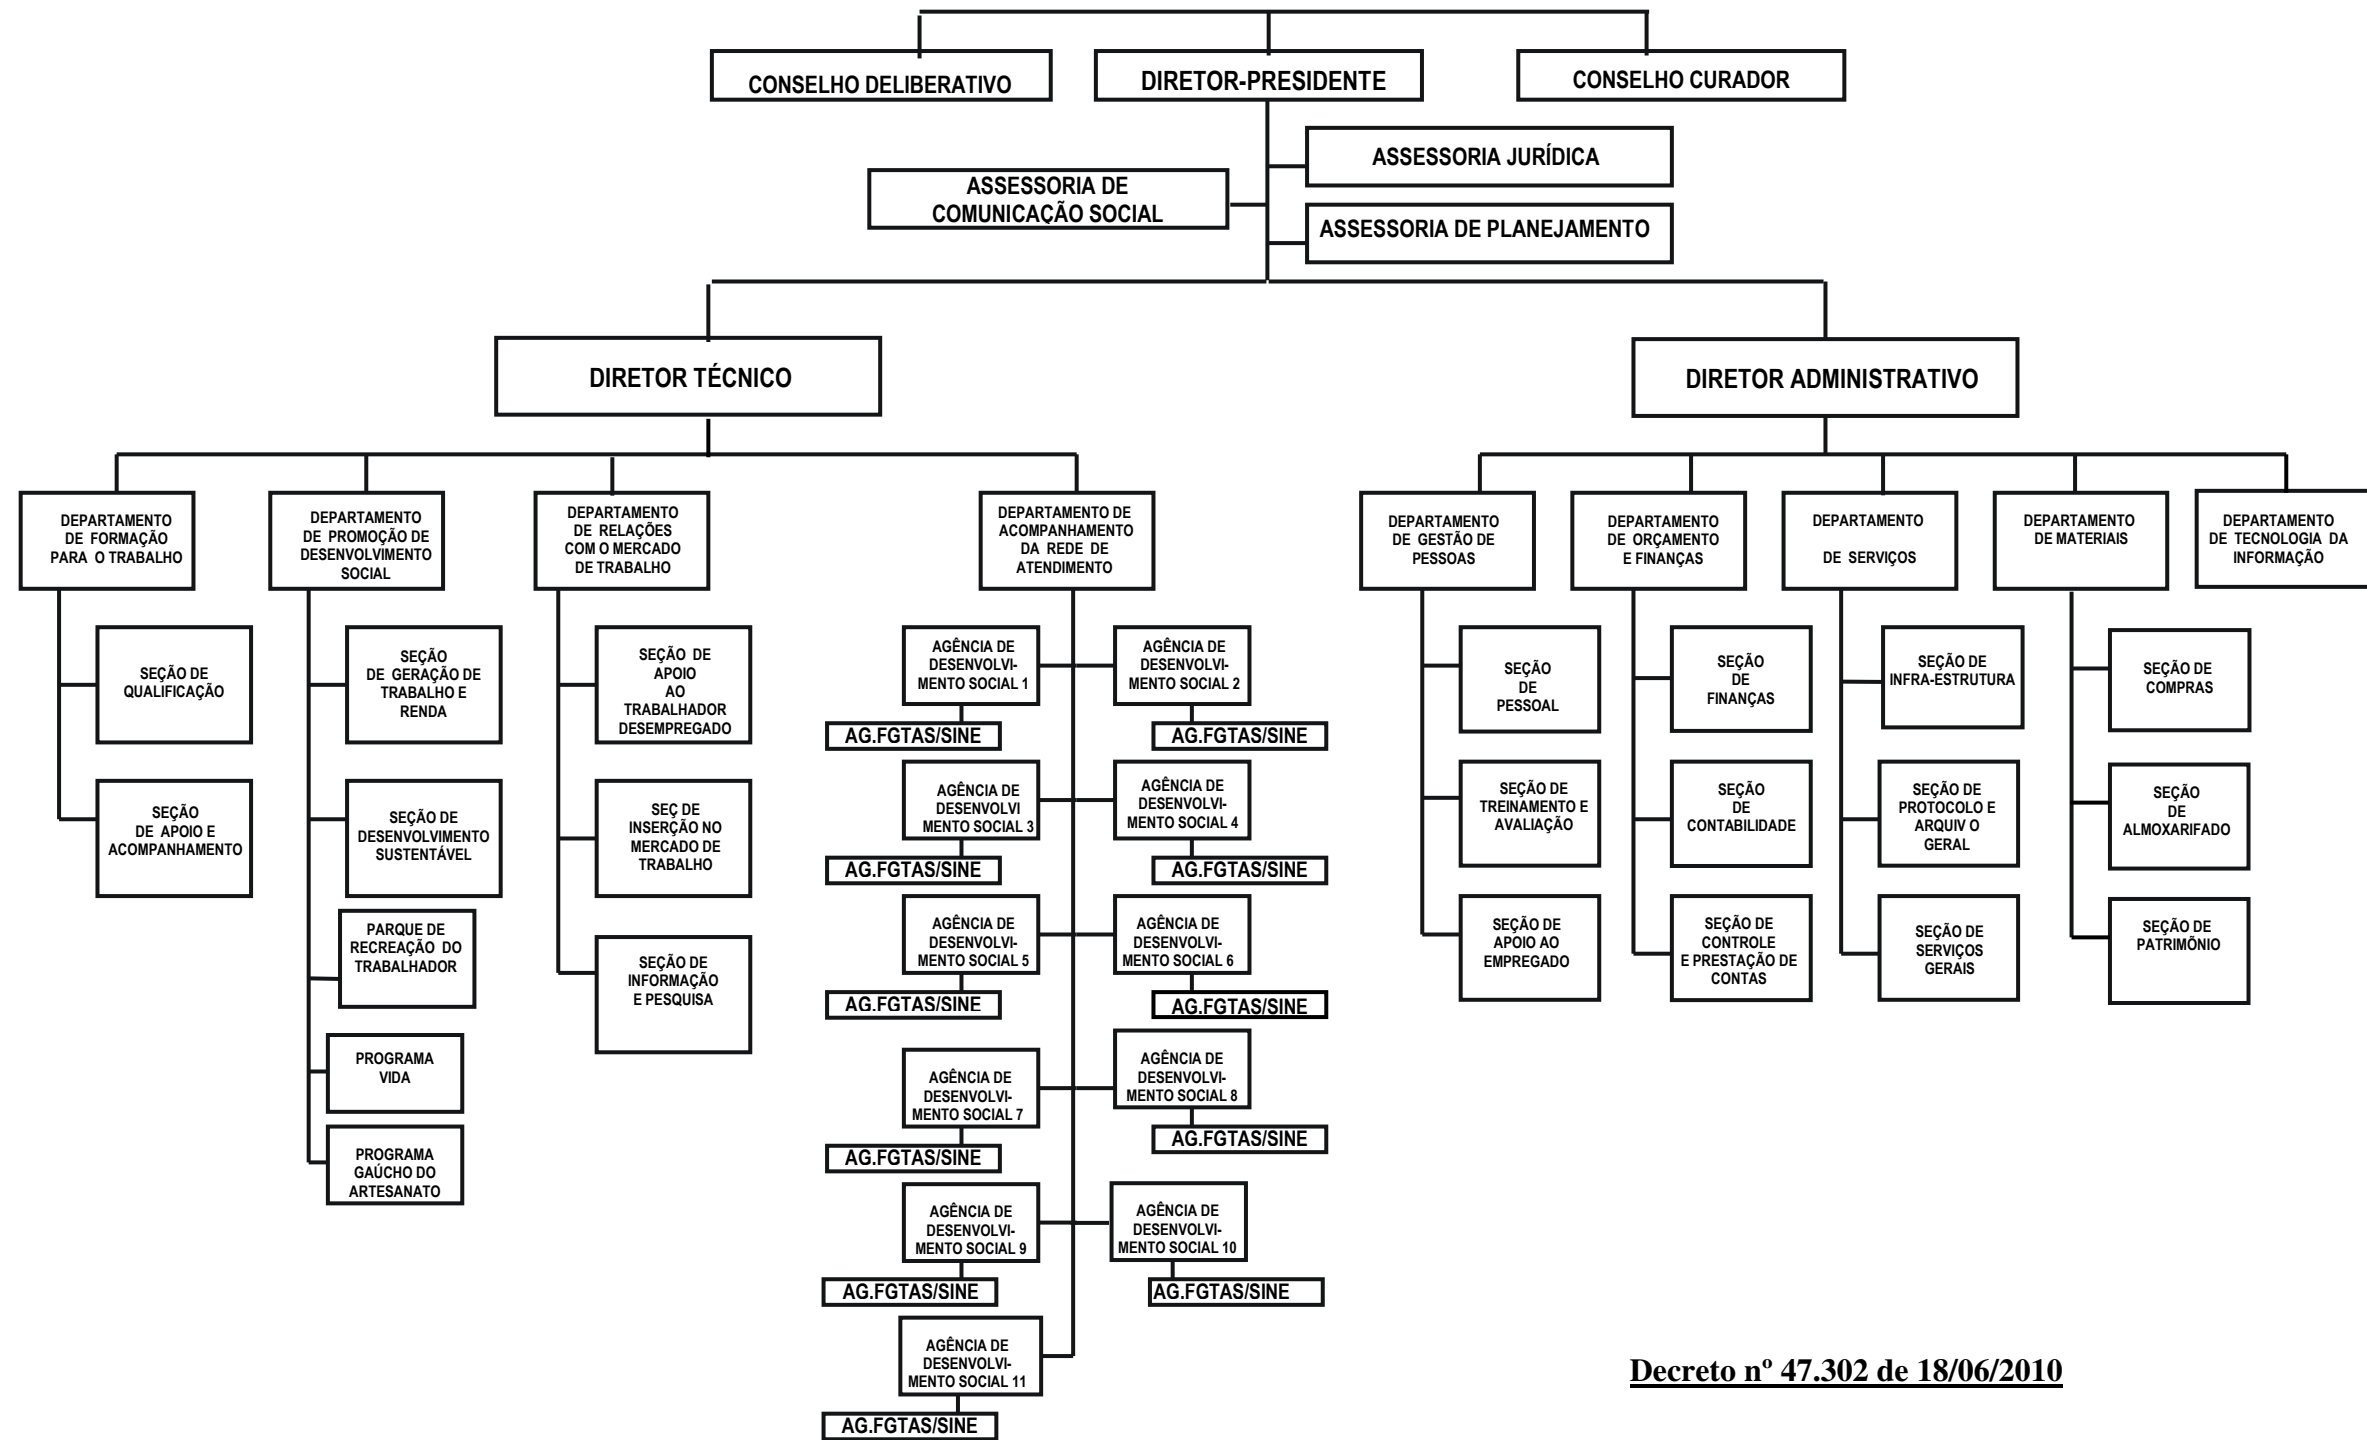 CONSELHO DELIBERATIVO
DIRETOR-PRESIDENTE
CONSELHO CURADOR
ASSESSORIA JURÍDICA
ASSESSORIA DE
COMUNICAÇÃO SOCIAL
ASSESSORIA DE PLANEJAMENTO
DIRETOR TÉCNICO
DIRETOR ADMINISTRATIVO
DEPARTAMENTO
DE FORMAÇÃO
PARA O TRABALHO
DEPARTAMENTO
DE PROMOÇÃO DE
DESENVOLVIMENTO
SOCIAL
DEPARTAMENTO
DE RELAÇÕES
COM O MERCADO
DE TRABALHO
DEPARTAMENTO DE
ACOMPANHAMENTO
DA REDE DE
ATENDIMENTO
DEPARTAMENTO
DE GESTÃO DE
PESSOAS
DEPARTAMENTO
DE ORÇAMENTO
E FINANÇAS
DEPARTAMENTO
DE SERVIÇOS
DEPARTAMENTO
DE MATERIAIS
DEPARTAMENTO
DE TECNOLOGIA DA
INFORMAÇÃO
SEÇÃO DE
QUALIFICAÇÃO
SEÇÃO
DE APOIO E
ACOMPANHAMENTO
SEÇÃO
DE GERAÇÃO DE
TRABALHO E
RENDA
SEÇÃO DE
DESENVOLVIMENTO
SUSTENTÁVEL
PARQUE DE
RECREAÇÃO DO
TRABALHADOR
PROGRAMA
VIDA
PROGRAMA
GAÚCHO DO
ARTESANATO
SEÇÃO DE
APOIO
AO
TRABALHADOR
DESEMPREGADO
SEÇ DE
INSERÇÃO NO
MERCADO DE
TRABALHO
SEÇÃO DE
INFORMAÇÃO
E PESQUISA
AGÊNCIA DE
DESENVOLVI-
MENTO SOCIAL 1
AG.FGTAS/SINE
AGÊNCIA DE
DESENVOLVI-
MENTO SOCIAL 2
AG.FGTAS/SINE
AGÊNCIA DE
DESENVOLVI
MENTO SOCIAL 3
AG.FGTAS/SINE
AGÊNCIA DE
DESENVOLVI-
MENTO SOCIAL 4
AG.FGTAS/SINE
AGÊNCIA DE
DESENVOLVI-
MENTO SOCIAL 5
AG.FGTAS/SINE
AGÊNCIA DE
DESENVOLVI-
MENTO SOCIAL 6
AG.FGTAS/SINE
AGÊNCIA DE
DESENVOLVI-
MENTO SOCIAL 7
AG.FGTAS/SINE
AGÊNCIA DE
DESENVOLVI-
MENTO SOCIAL 8
AG.FGTAS/SINE
AGÊNCIA DE
DESENVOLVI-
MENTO SOCIAL 9
AG.FGTAS/SINE
AGÊNCIA DE
DESENVOLVI-
MENTO SOCIAL 10
AG.FGTAS/SINE
AGÊNCIA DE
DESENVOLVI-
MENTO SOCIAL 11
AG.FGTAS/SINE
SEÇÃO
DE
PESSOAL
SEÇÃO DE
TREINAMENTO E
AVALIAÇÃO
SEÇÃO DE
APOIO AO
EMPREGADO
SEÇÃO
DE
FINANÇAS
SEÇÃO
DE
CONTABILIDADE
SEÇÃO DE
CONTROLE
E PRESTAÇÃO DE
CONTAS
SEÇÃO DE
INFRA-ESTRUTURA
SEÇÃO DE
PROTOCOLO E
ARQUIV O
GERAL
SEÇÃO DE
SERVIÇOS
GERAIS
SEÇÃO DE
COMPRAS
SEÇÃO
DE
ALMOXARIFADO
SEÇÃO DE
PATRIMÔNIO
Decreto nº 47.302 de 18/06/2010